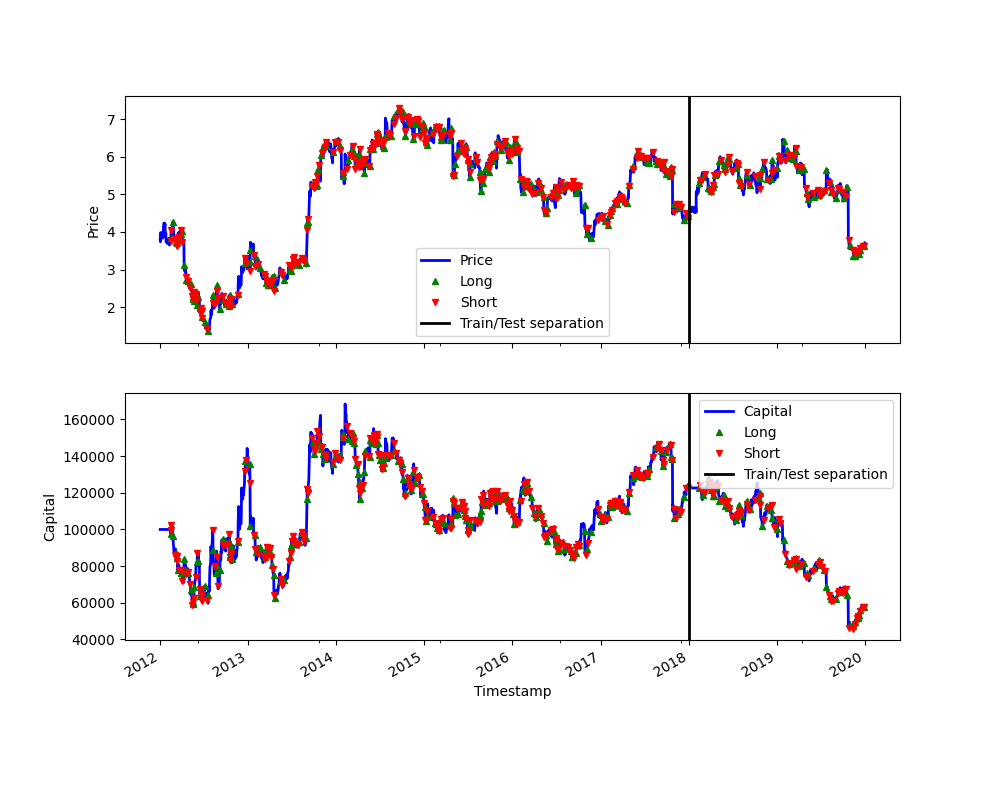 7
6
5
4
3
2
Price
Price
Long
Short
Train/Test separation
160000
140000
120000
100000
80000
60000
40000
Capital
Capital
Long
Short
Train/Test separation
2012 2013 2014 2015 2016 2017 2018 2019 2020
Timestamp